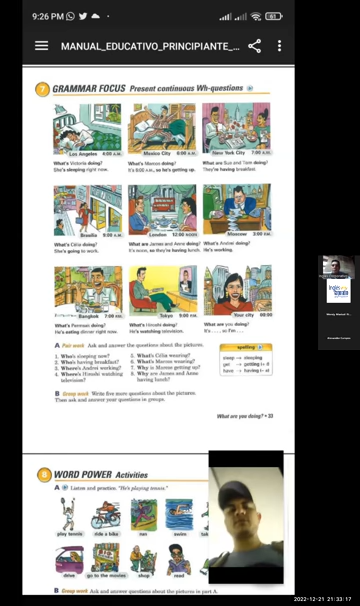 9:26 PM
61
MANUAL_EDUCATIVO_PRINCIPIANTE_...
7 GRAMMAR FOCUS Present continuous Wh-questions
Los Angeles 4:00 A.M.
Mexico City 6:00 A.M.
New York City 7:00 A.M.
What's Victoria doing?
She's sleeping right now.
What's Marcos doing?
It's 6:00 A.M., so he's getting up.
What are Sue and Tom doing?
They're having breakfast.
Brasília 9:00 A.M.
London 12:00 NOON
Moscow 3:00 P.M.
What's Célia doing?
She's going to work.
What are James and Anne doing?
It's noon, so they're having lunch.
What's Andrei doing?
He's working.
Bangkok 7:00 P.M.
Tokyo 9:00 P.M.
Your city 00:00
What's Permsak doing?
He's eating dinner right now.
What's Hiroshi doing?
He's watching television.
What are you doing?
It's . . . , so I'm . . .
A Pair work Ask and answer the questions about the pictures.
1. Who's sleeping now?
2. Who's having breakfast?
3. Where's Andrei working?
4. Where's Hiroshi watching
television?
5. What's Célia wearing?
6. What's Marcos wearing?
7. Why is Marcos getting up?
8. Why are James and Anne
having lunch?
spelling
sleep → sleeping
get → getting (+ t)
have → having (– e)
B Group work Write five more questions about the pictures.
Then ask and answer your questions in groups.
What are you doing? • 33
8 WORD POWER Activities
A Listen and practice. "He's playing tennis."
play tennis
ride a bike
run
swim
drive
go to the movies
shop
read
B Group work Ask and answer questions about the pictures in part A.
2022-12-21 21:33:17